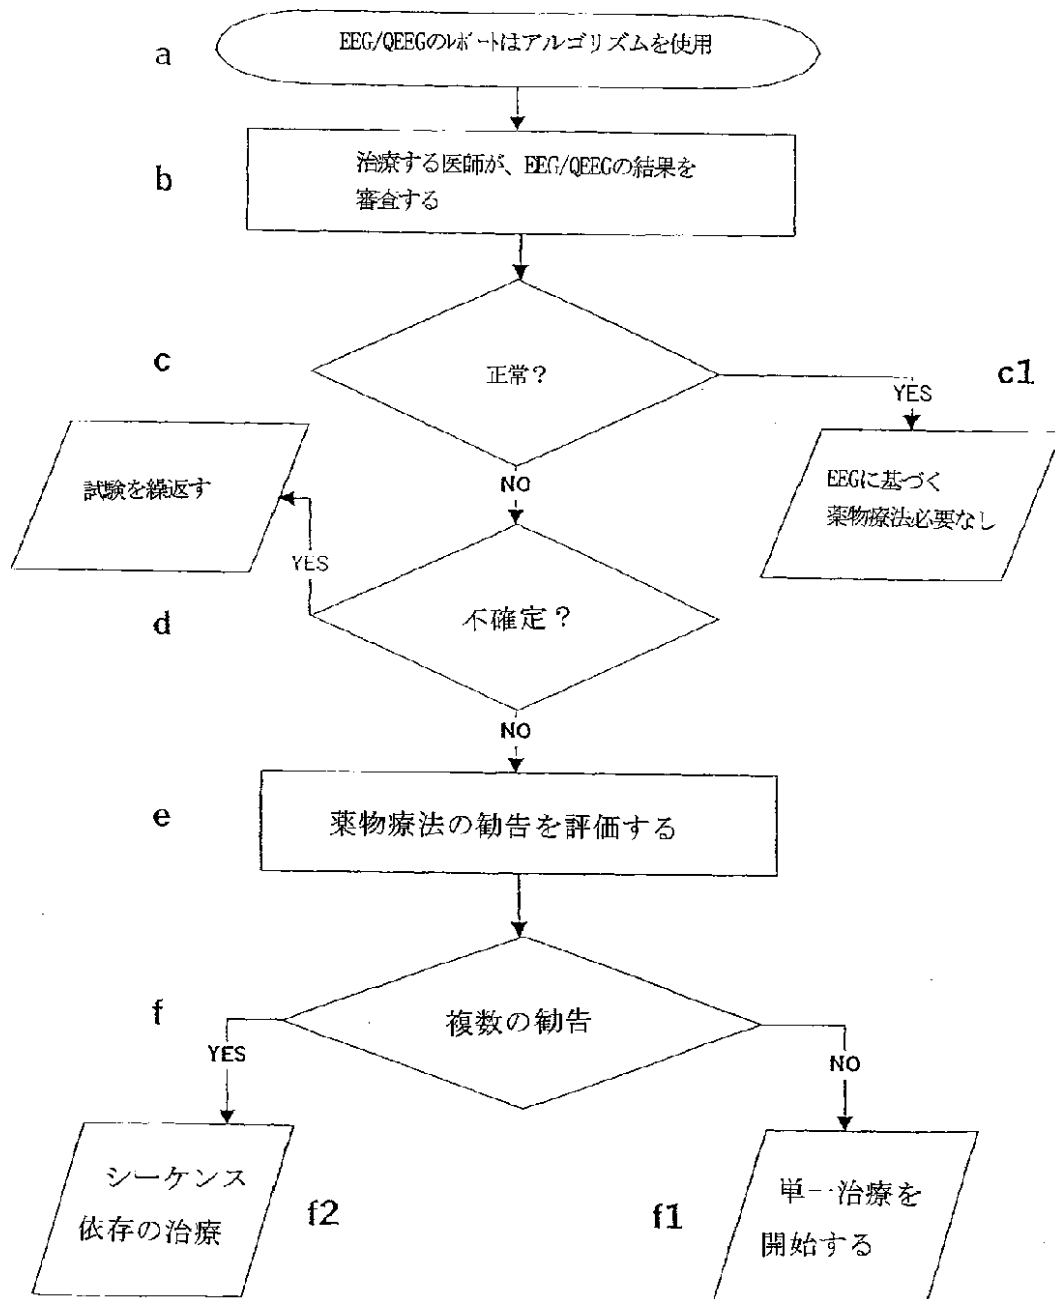 a
EEG/QEEGのﾚﾎﾟｰﾄはアルゴリズムを使用
b
治療する医師が、EEG/QEEGの結果を
審査する
c
正常?
c1
YES
EEGに基づく
薬物療法必要なし
NO
試験を繰返す
YES
d
不確定?
NO
e
薬物療法の勧告を評価する
f
複数の勧告
YES
NO
シーケンス
依存の治療
f2
f1
単一治療を
開始する